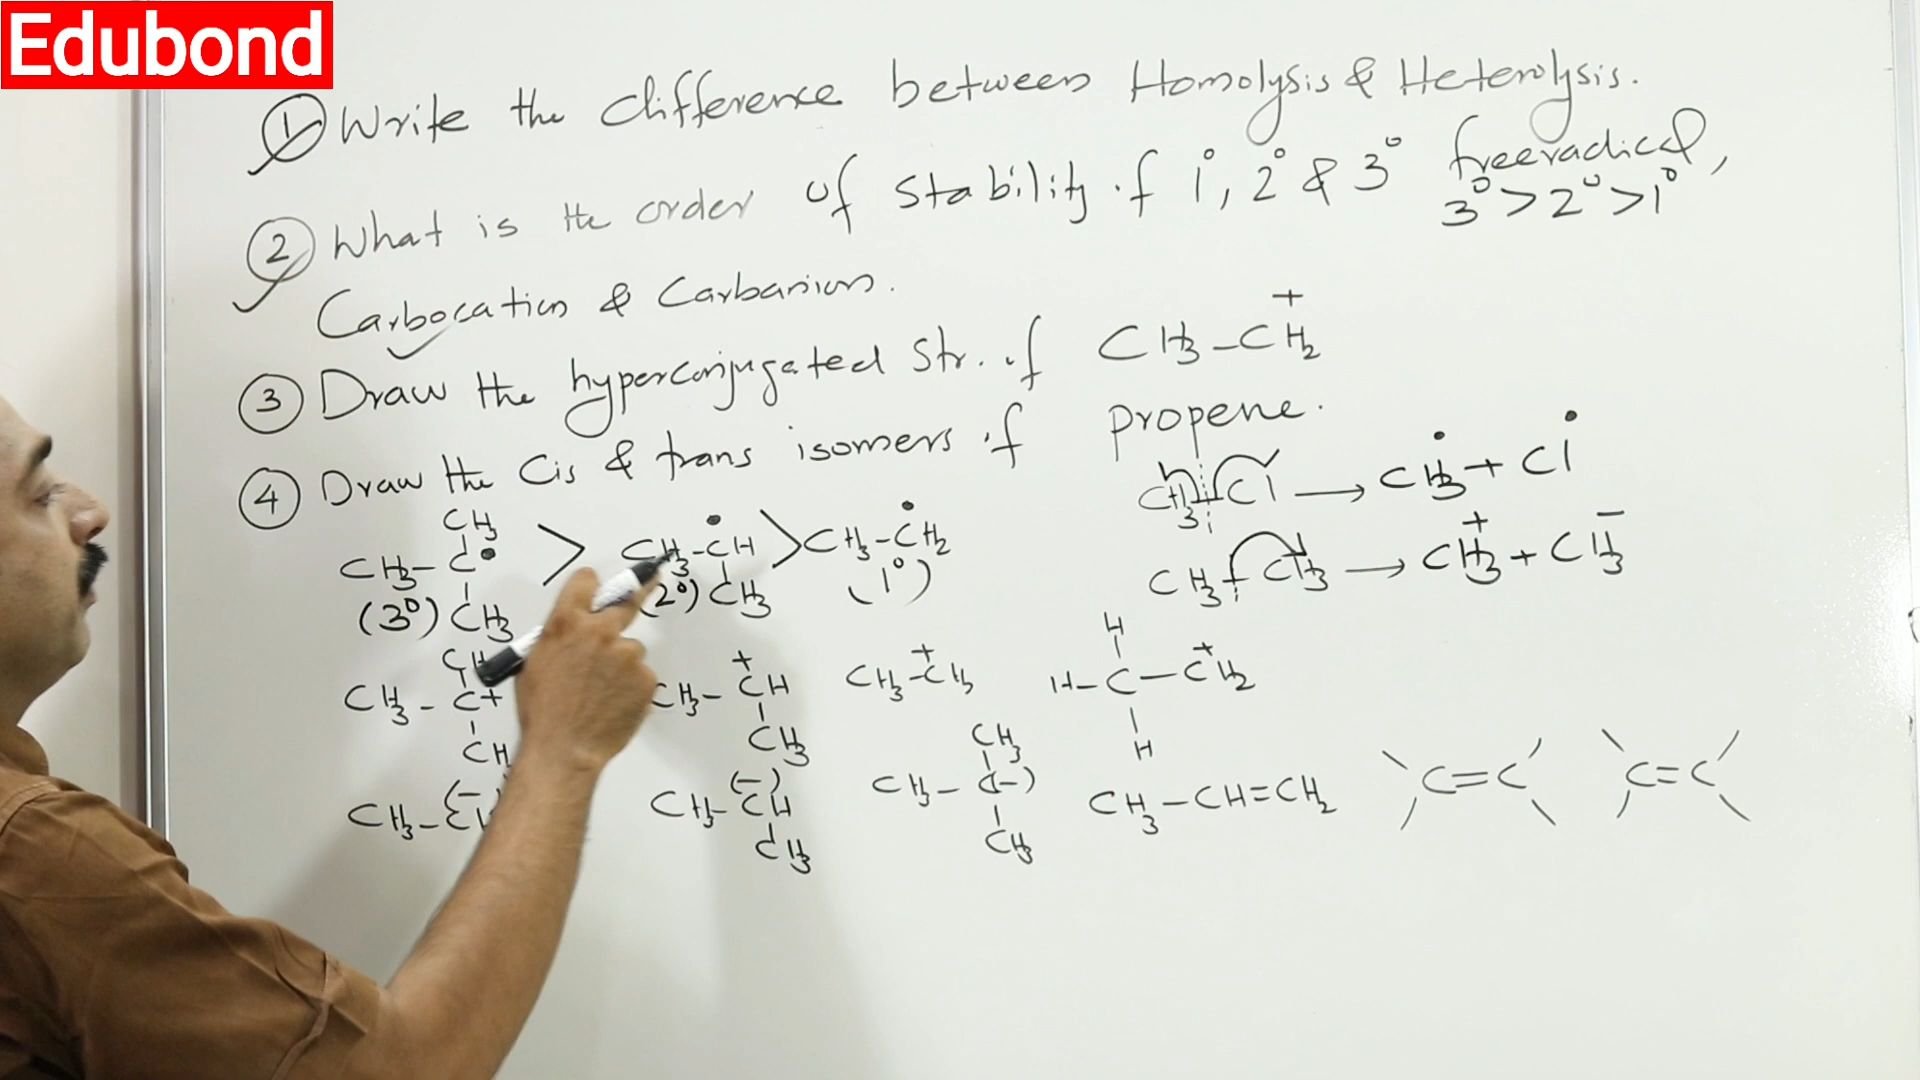 Edubond
① Write the difference between Homolysis & Heterolysis.
② What is the order of stability of 1°, 2° & 3° freeradical,
3° > 2° > 1°
Carbocation & Carbanion.
③ Draw the hyperconjugated Str. of CH3-CH2
+
④ Draw the Cis & trans isomers of propene.
CH3 Cl → CH3 + Cl
CH3 CH3 → CH3 + CH3
+ −
CH3
CH3-C• > CH3-CH > CH3-CH2
(3°) CH3 (2°) CH3 (1°)
H
CH3-C+ CH3-CH CH3-CH2 H-C-CH2
+ + +
CH CH3 H
CH3
CH3- (-) CH3-CH (-) CH3-C(-) CH3-CH=CH2 C=C C=C
CH3 CH3